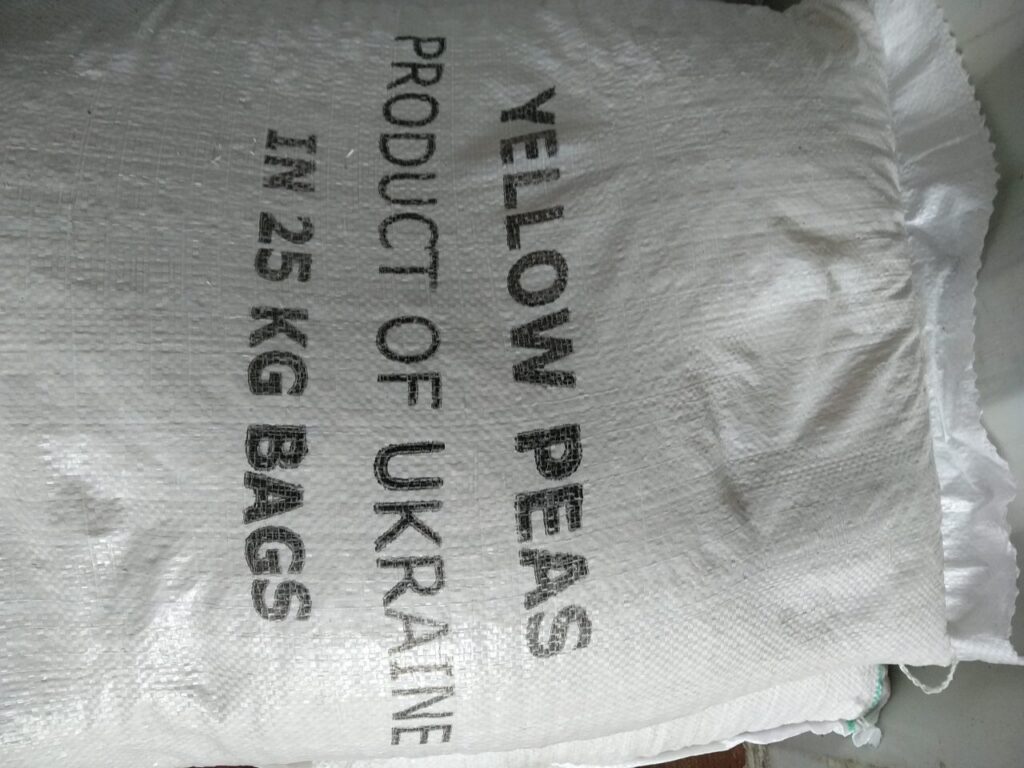 YELLOW PEAS
PRODUCT OF UKRAINE
IN 25 KG BAGS